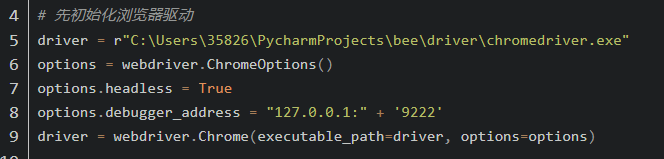 4 # 先初始化浏览器驱动
5 driver = r"C:\Users\35826\PycharmProjects\bee\driver\chromedriver.exe"
6 options = webdriver.ChromeOptions()
7 options.headless = True
8 options.debugger_address = "127.0.0.1:" + '9222'
9 driver = webdriver.Chrome(executable_path=driver, options=options)